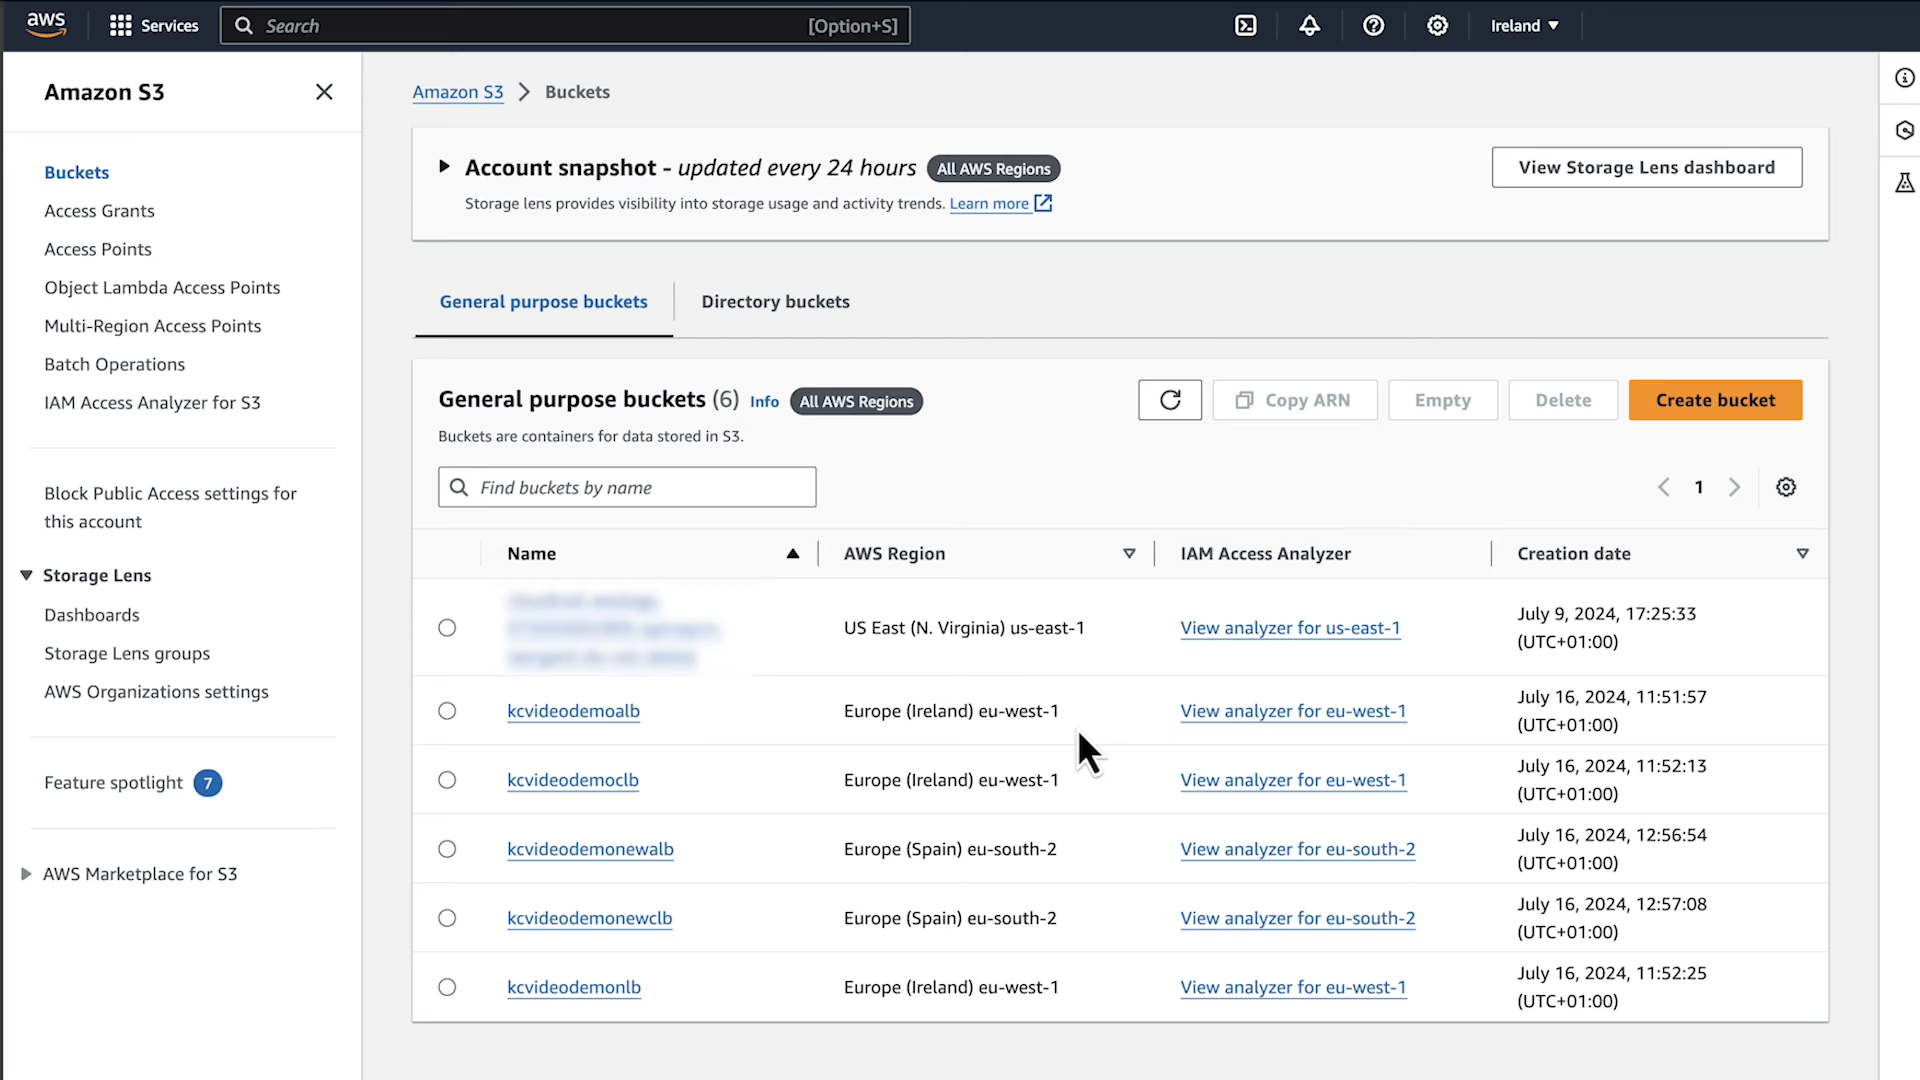 aws
Services
Search
[Option+S]
Ireland ▼
Amazon S3
Buckets
Access Grants
Access Points
Object Lambda Access Points
Multi-Region Access Points
Batch Operations
IAM Access Analyzer for S3
Block Public Access settings for
this account
Storage Lens
Dashboards
Storage Lens groups
AWS Organizations settings
Feature spotlight 7
AWS Marketplace for S3
Amazon S3 > Buckets
Account snapshot - updated every 24 hours All AWS Regions
View Storage Lens dashboard
Storage lens provides visibility into storage usage and activity trends. Learn more
General purpose buckets
Directory buckets
General purpose buckets (6) Info All AWS Regions
Copy ARN
Empty
Delete
Create bucket
Buckets are containers for data stored in S3.
Find buckets by name
1
Name AWS Region IAM Access Analyzer Creation date
US East (N. Virginia) us-east-1 View analyzer for us-east-1 July 9, 2024, 17:25:33
(UTC+01:00)
kcvideodemoalb Europe (Ireland) eu-west-1 View analyzer for eu-west-1 July 16, 2024, 11:51:57
(UTC+01:00)
kcvideodemoclb Europe (Ireland) eu-west-1 View analyzer for eu-west-1 July 16, 2024, 11:52:13
(UTC+01:00)
kcvideodemonewalb Europe (Spain) eu-south-2 View analyzer for eu-south-2 July 16, 2024, 12:56:54
(UTC+01:00)
kcvideodemonewclb Europe (Spain) eu-south-2 View analyzer for eu-south-2 July 16, 2024, 12:57:08
(UTC+01:00)
kcvideodemonlb Europe (Ireland) eu-west-1 View analyzer for eu-west-1 July 16, 2024, 11:52:25
(UTC+01:00)